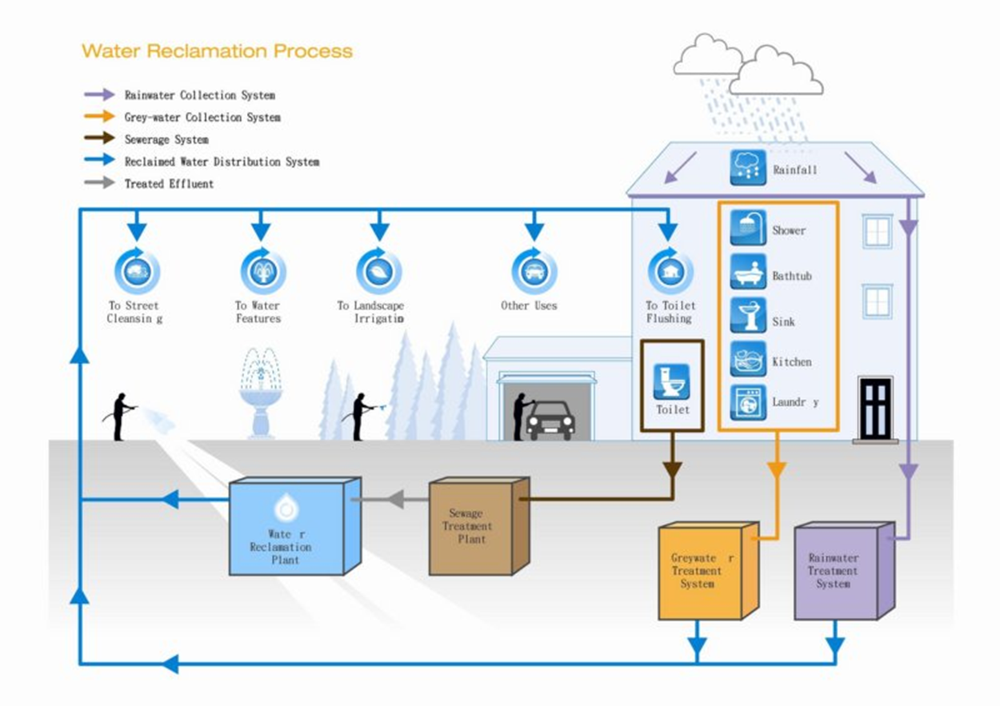 Water Reclamation Process
Rainwater Collection System
Grey-water Collection System
Sewerage System
Reclaimed Water Distribution System
Treated Effluent
Rainfall
Shower
Bathtub
Sink
Kitchen
Laundr y
To Street
Cleansin g
To Water
Features
To Landscape
Irrigatin
Other Uses
To Toilet
Flushing
Toilet
Wate r
Reclamation
Plant
Sewage
Treatment
Plant
Greywate r
Treatment
System
Rainwater
Treatment
System